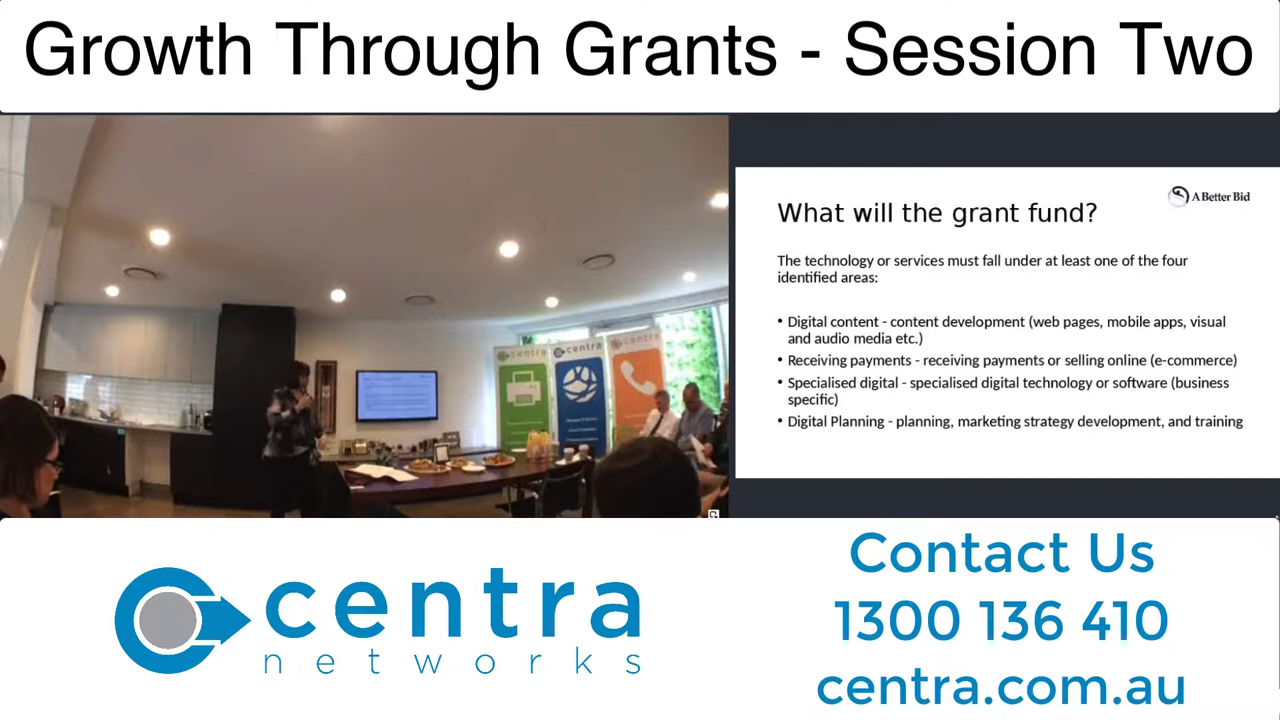 Growth Through Grants - Session Two
centra
centra
centra
What will the grant fund?
A Better Bid
The technology or services must fall under at least one of the four
identified areas:
• Digital content - content development (web pages, mobile apps, visual
and audio media etc.)
• Receiving payments - receiving payments or selling online (e-commerce)
• Specialised digital - specialised digital technology or software (business
specific)
• Digital Planning - planning, marketing strategy development, and training
centra
networks
Contact Us
1300 136 410
centra.com.au